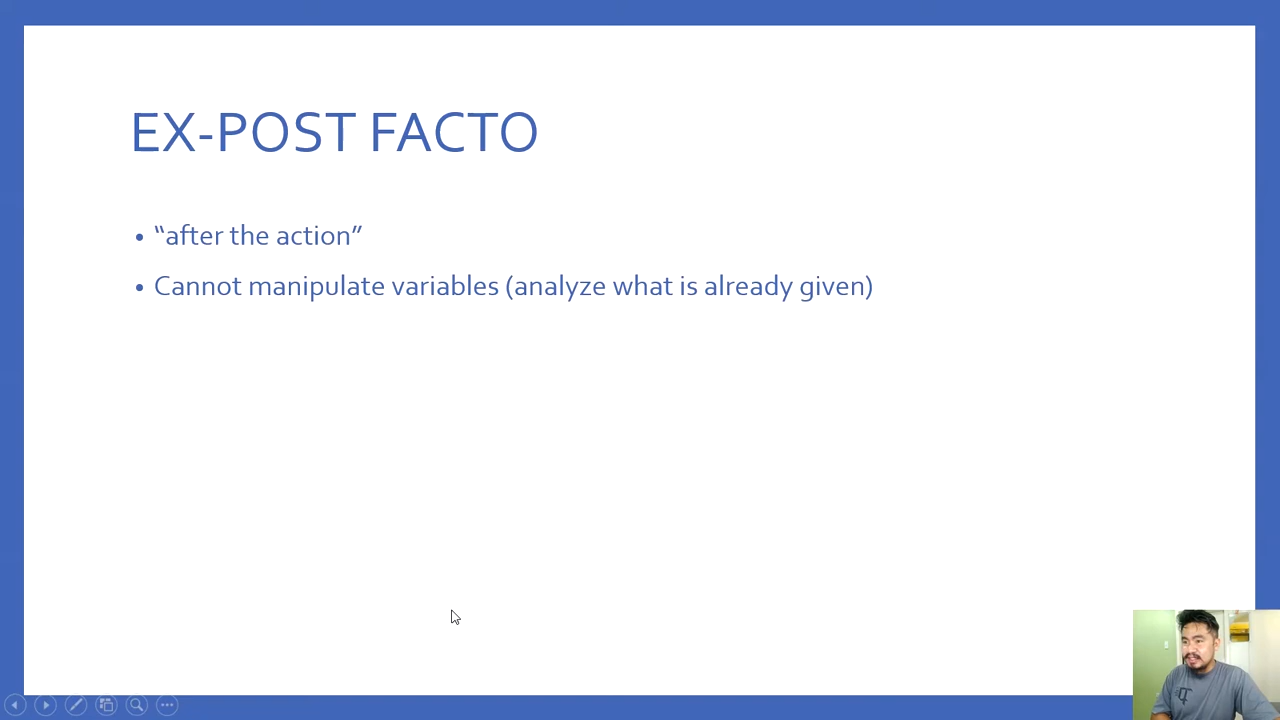 EX-POST FACTO
• “after the action”
• Cannot manipulate variables (analyze what is already given)